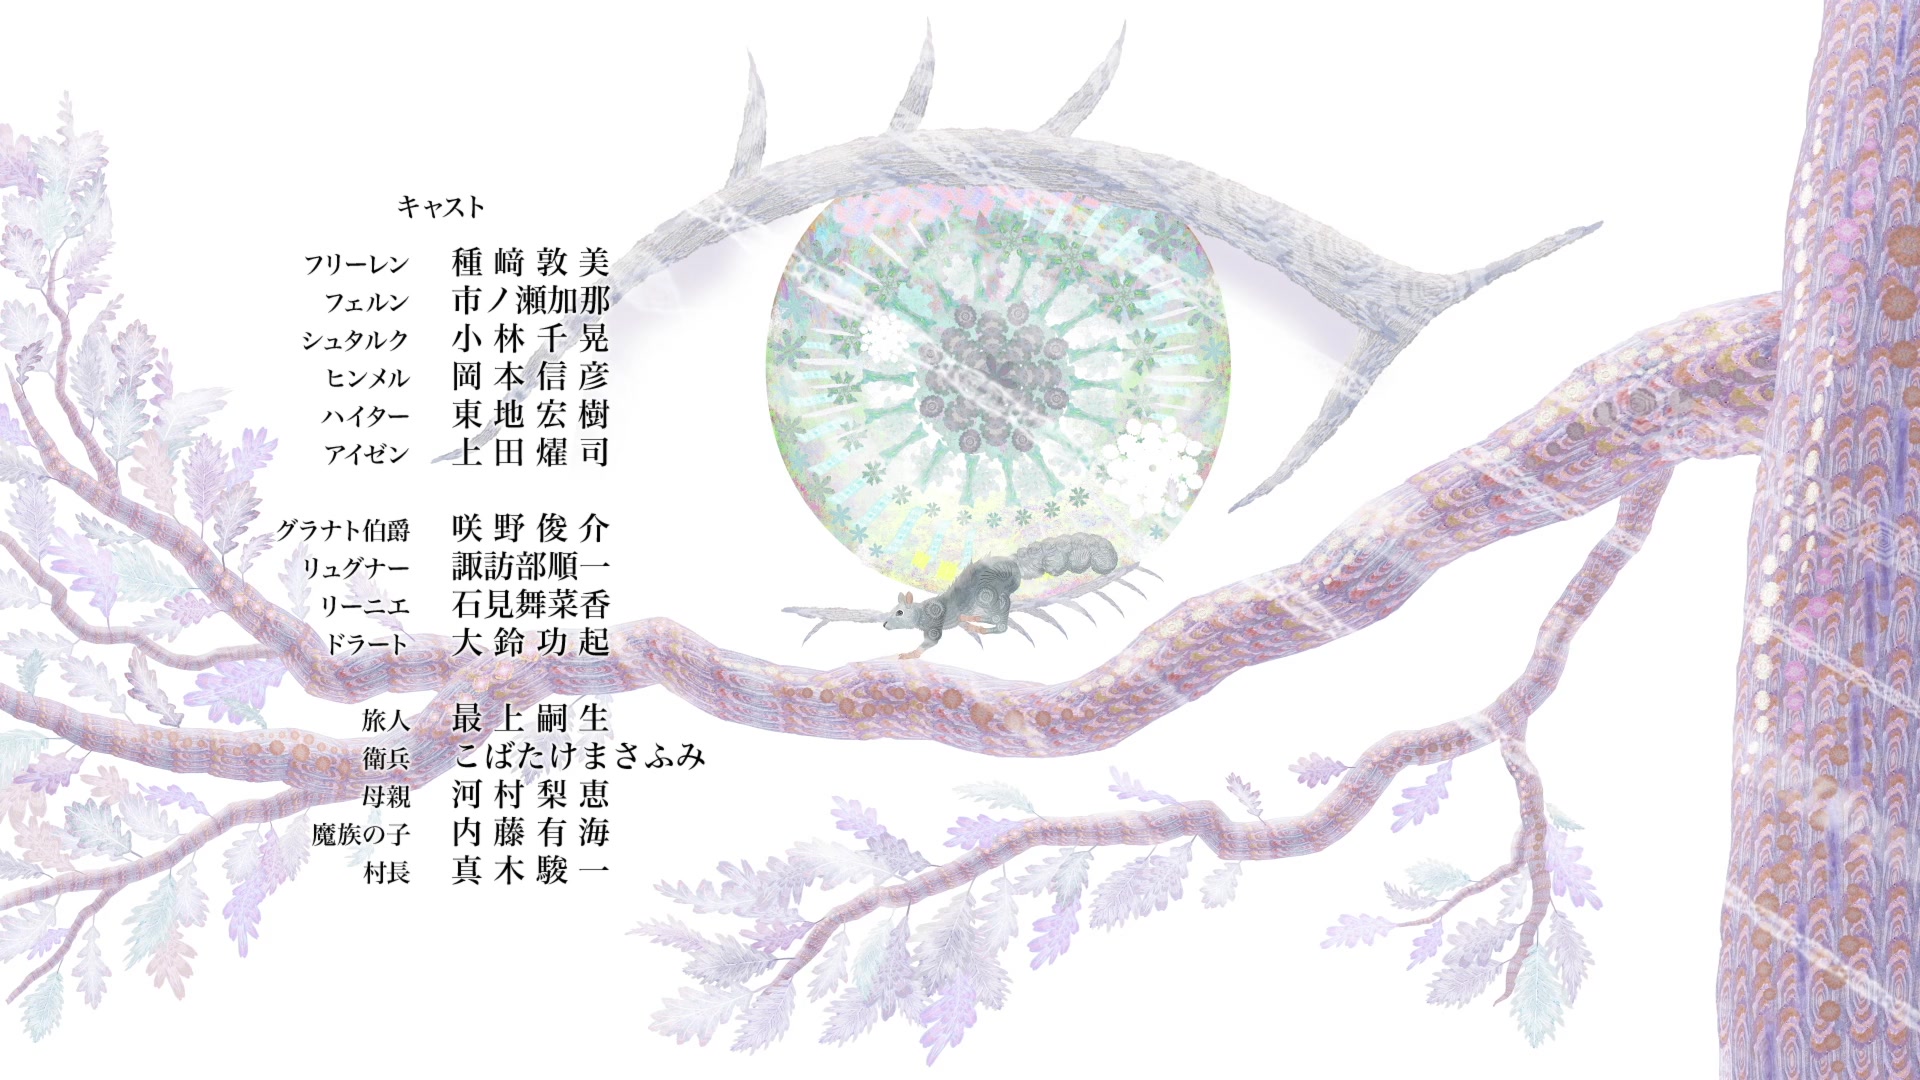 キャスト
フリーレン 種﨑敦美
フェルン 市ノ瀬加那
シュタルク 小林千晃
ヒンメル 岡本信彦
ハイター 東地宏樹
アイゼン 上田燿司
グラナト伯爵 咲野俊介
リュグナー 諏訪部順一
リーニエ 石見舞菜香
ドラート 大鈴功起
旅人 最上嗣生
衛兵 こばたけまさふみ
母親 河村梨恵
魔族の子 内藤有海
村長 真木駿一